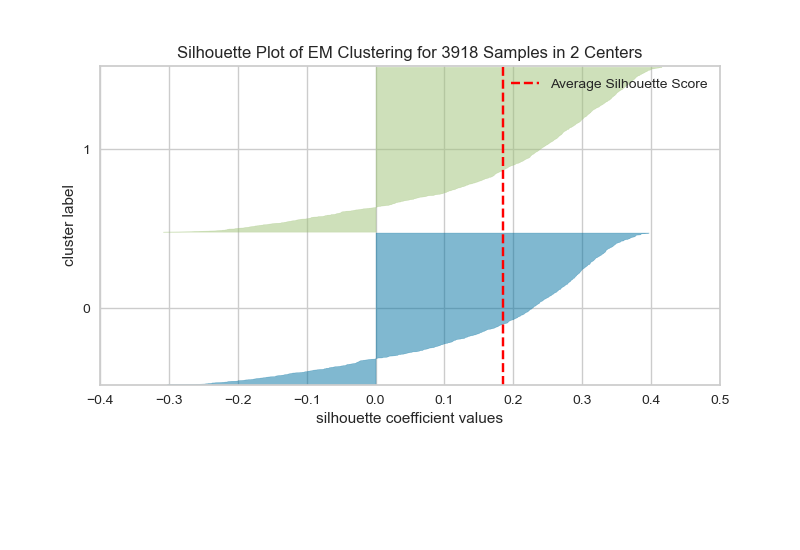 Silhouette Plot of EM Clustering for 3918 Samples in 2 Centers
Average Silhouette Score
cluster label
1
0
−0.4 −0.3 −0.2 −0.1 0.0 0.1 0.2 0.3 0.4 0.5
silhouette coefficient values